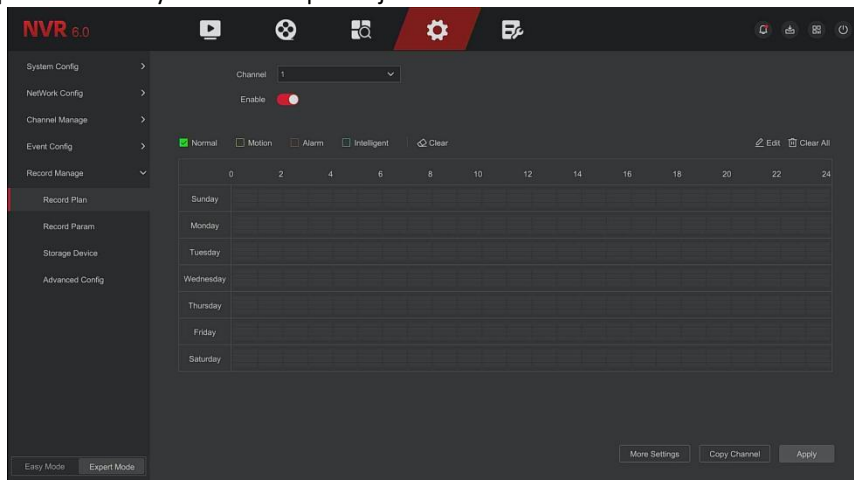 NVR 6.0
System Config
NetWork Config
Channel Manage
Event Config
Record Manage
Record Plan
Record Param
Storage Device
Advanced Config
Easy Mode Expert Mode
Channel 1
Enable
Normal Motion Alarm Intelligent Clear Edit Clear All
0 2 4 6 8 10 12 14 16 18 20 22 24
Sunday
Monday
Tuesday
Wednesday
Thursday
Friday
Saturday
More Settings Copy Channel Apply